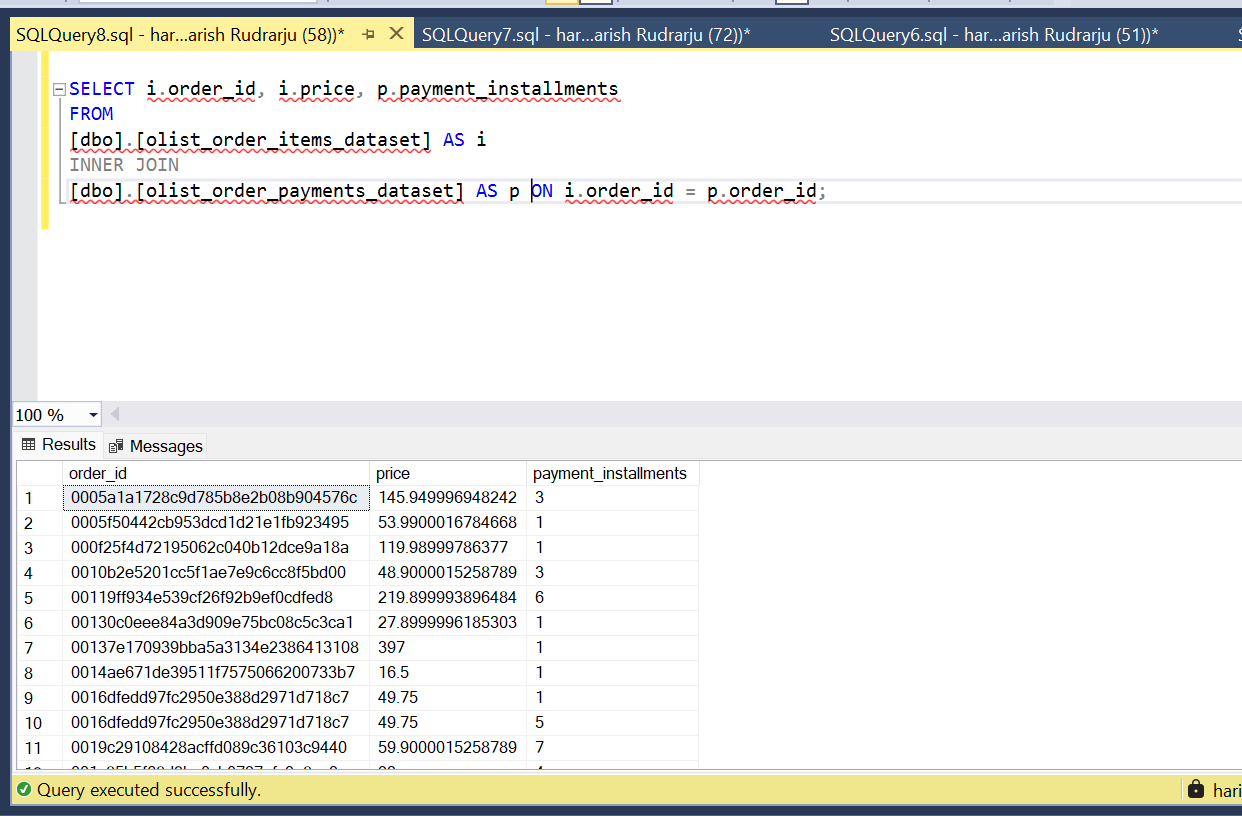 SQLQuery8.sql - har...arish Rudrarju (58))* SQLQuery7.sql - har...arish Rudrarju (72))* SQLQuery6.sql - har...arish Rudrarju (51))*
SELECT i.order_id, i.price, p.payment_installments
FROM
[dbo].[olist_order_items_dataset] AS i
INNER JOIN
[dbo].[olist_order_payments_dataset] AS p ON i.order_id = p.order_id;
100 %
Results Messages
order_id price payment_installments
1 0005a1a1728c9d785b8e2b08b904576c 145.949996948242 3
2 0005f50442cb953dcd1d21e1fb923495 53.9900016784668 1
3 000f25f4d72195062c040b12dce9a18a 119.98999786377 1
4 0010b2e5201cc5f1ae7e9c6cc8f5bd00 48.9000015258789 3
5 00119ff934e539cf26f92b9ef0cdfed8 219.899993896484 6
6 00130c0eee84a3d909e75bc08c5c3ca1 27.8999996185303 1
7 00137e170939bba5a3134e2386413108 397 1
8 0014ae671de39511f7575066200733b7 16.5 1
9 0016dfedd97fc2950e388d2971d718c7 49.75 1
10 0016dfedd97fc2950e388d2971d718c7 49.75 5
11 0019c29108428acffd089c36103c9440 59.9000015258789 7
Query executed successfully. hari